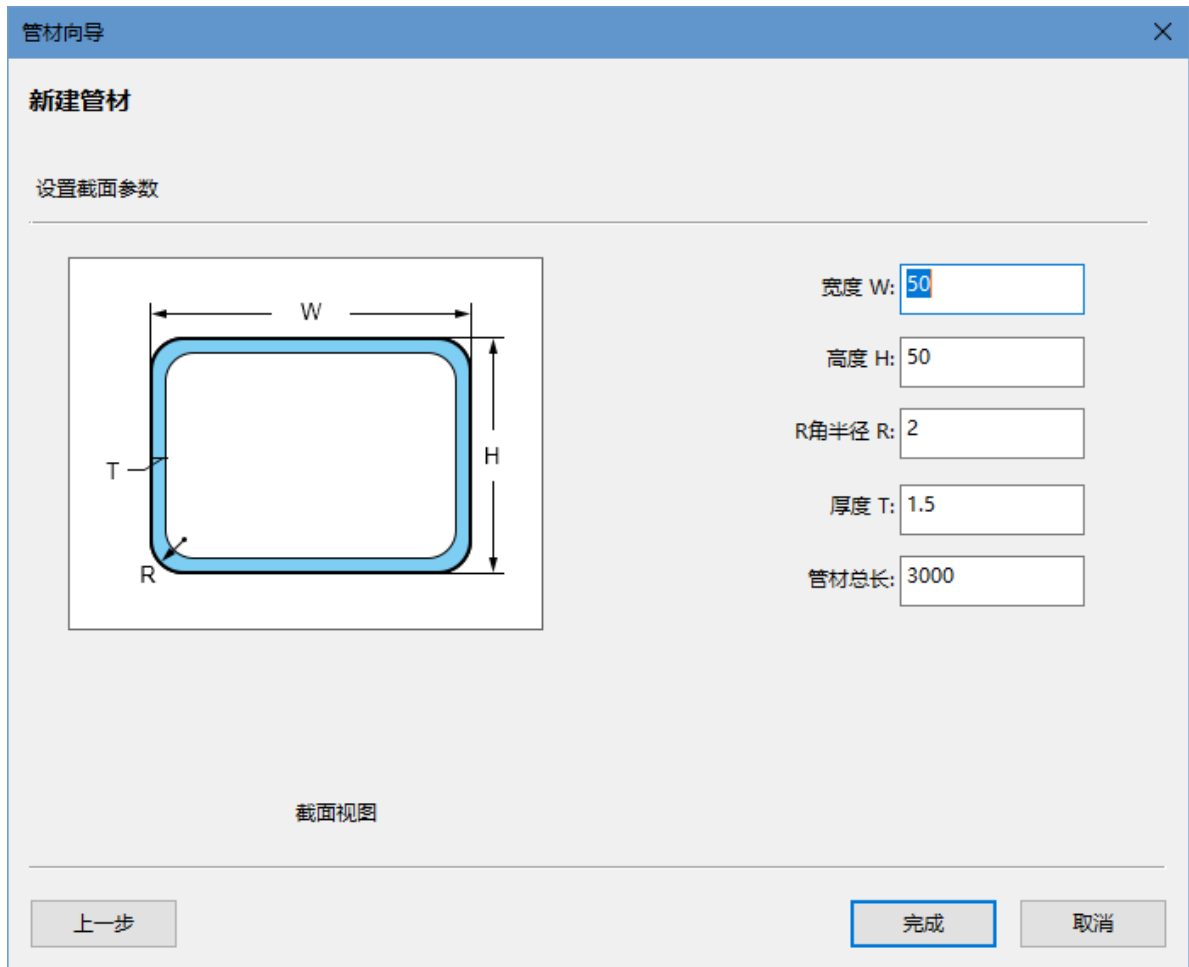 管材向导
新建管材
设置截面参数
W
H
T
R
宽度 W: 50
高度 H: 50
R角半径 R: 2
厚度 T: 1.5
管材总长: 3000
截面视图
上一步
完成
取消